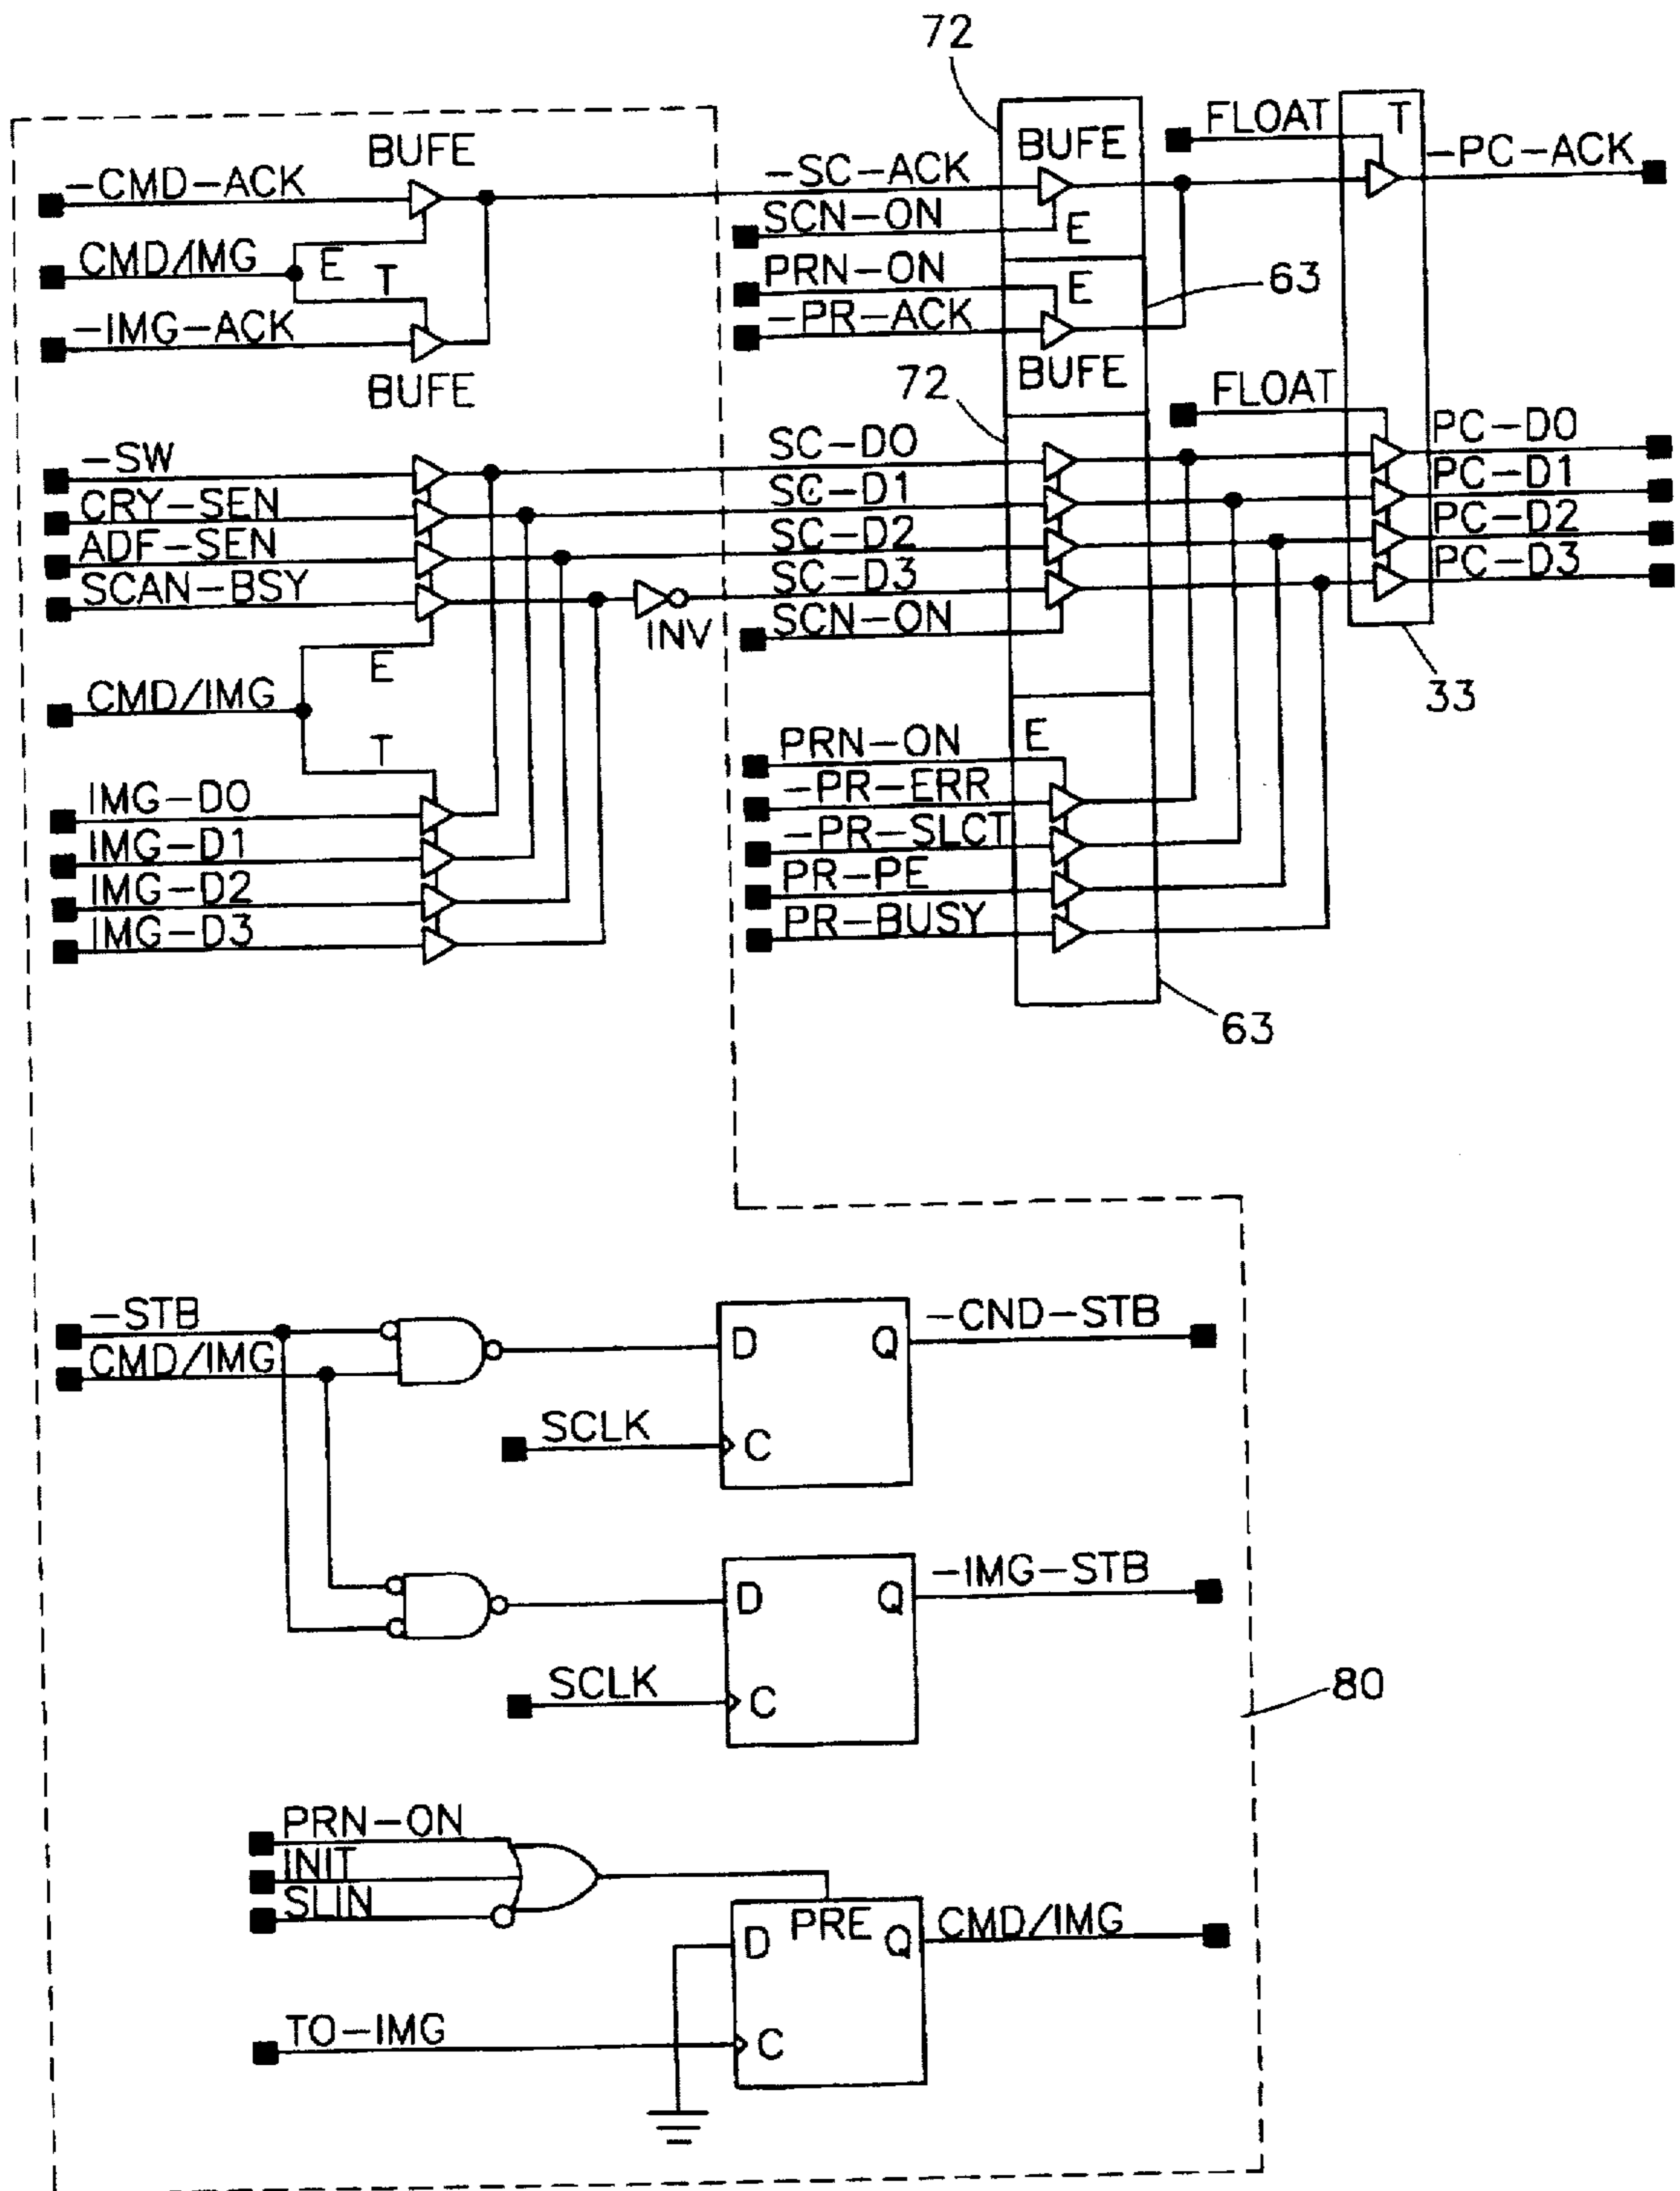 72
FLOAT
T
BUFE
BUFE
-CMD-ACK
-SC-ACK
-PC-ACK
SCN-ON
E
CMD/IMG
E
T
PRN-ON
E
63
-IMG-ACK
-PR-ACK
BUFE
BUFE
72
FLOAT
-SW
SC-D0
PC-D0
CRY-SEN
SC-D1
PC-D1
ADF-SEN
SC-D2
PC-D2
SCAN-BSY
SC-D3
PC-D3
INV
SCN-ON
E
CMD/IMG
33
T
PRN-ON
E
IMG-D0
-PR-ERR
IMG-D1
-PR-SLCT
IMG-D2
PR-PE
IMG-D3
PR-BUSY
63
-STB
D
Q
-CND-STB
CMD/IMG
SCLK
C
D
Q
-IMG-STB
SCLK
C
80
PRN-ON
INIT
SLIN
D
PRE
Q
CMD/IMG
TO-IMG
C